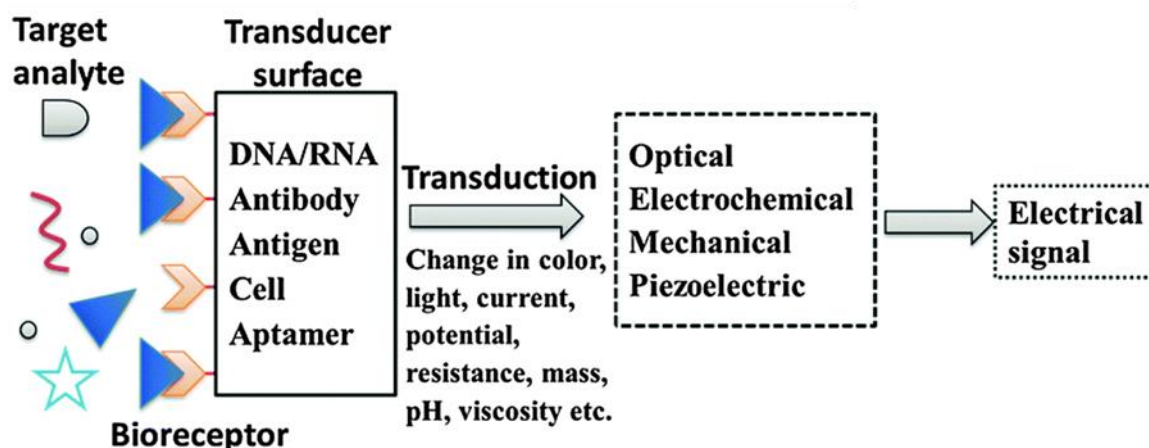 Target
analyte
Transducer
surface
DNA/RNA
Antibody
Antigen
Cell
Aptamer
Bioreceptor
Transduction
Change in color,
light, current,
potential,
resistance, mass,
pH, viscosity etc.
Optical
Electrochemical
Mechanical
Piezoelectric
Electrical
signal